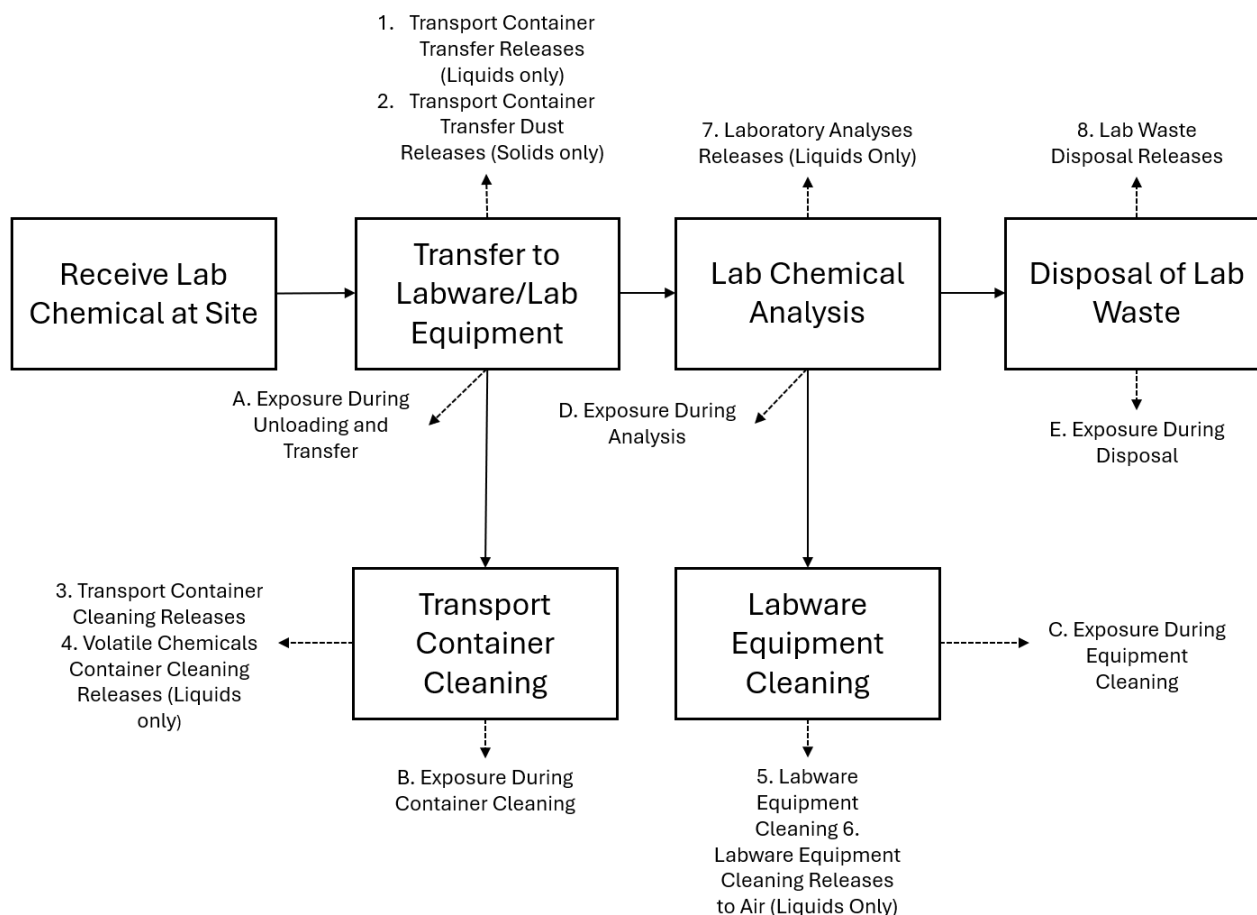 1. Transport Container
Transfer Releases
(Liquids only)
2. Transport Container
Transfer Dust
Releases (Solids only)
7. Laboratory Analyses
Releases (Liquids Only)
8. Lab Waste
Disposal Releases
Receive Lab
Chemical at Site
Transfer to
Labware/Lab
Equipment
Lab Chemical
Analysis
Disposal of Lab
Waste
A. Exposure During
Unloading and
Transfer
D. Exposure During
Analysis
E. Exposure During
Disposal
3. Transport Container
Cleaning Releases
4. Volatile Chemicals
Container Cleaning
Releases (Liquids
only)
Transport
Container
Cleaning
Labware
Equipment
Cleaning
C. Exposure During
Equipment
Cleaning
B. Exposure During
Container Cleaning
5. Labware
Equipment
Cleaning 6.
Labware Equipment
Cleaning Releases
to Air (Liquids Only)